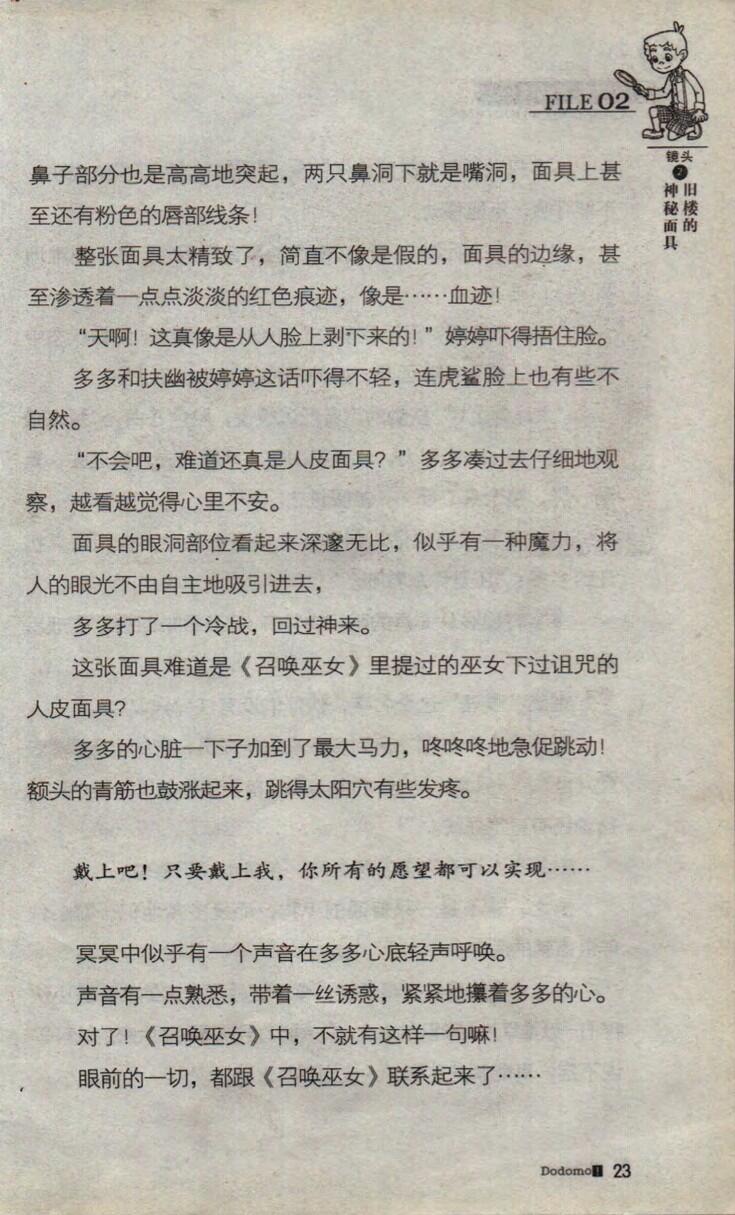 FILE 02
镜头
2
旧楼的
神秘面具
鼻子部分也是高高地突起，两只鼻洞下就是嘴洞，面具上甚
至还有粉色的唇部线条！
整张面具太精致了，简直不像是假的，面具的边缘，甚
至渗透着一点点淡淡的红色痕迹，像是……血迹！
“天啊！这真像是从人脸上剥下来的！”婷婷吓得捂住脸。
多多和扶幽被婷婷这话吓得不轻，连虎鲨脸上也有些不
自然。
“不会吧，难道还真是人皮面具？”多多凑过去仔细地观
察，越看越觉得心里不安。
面具的眼洞部位看起来深邃无比，似乎有一种魔力，将
人的眼光不由自主地吸引进去，
多多打了一个冷战，回过神来。
这张面具难道是《召唤巫女》里提过的巫女下过诅咒的
人皮面具？
多多的心脏一下子加到了最大马力，咚咚咚地急促跳动！
额头的青筋也鼓涨起来，跳得太阳穴有些发疼。
戴上吧！只要戴上我，你所有的愿望都可以实现……
冥冥中似乎有一个声音在多多心底轻声呼唤。
声音有一点熟悉，带着一丝诱惑，紧紧地攥着多多的心。
对了！《召唤巫女》中，不就有这样一句嘛！
眼前的一切，都跟《召唤巫女》联系起来了……
Dodomo1 23